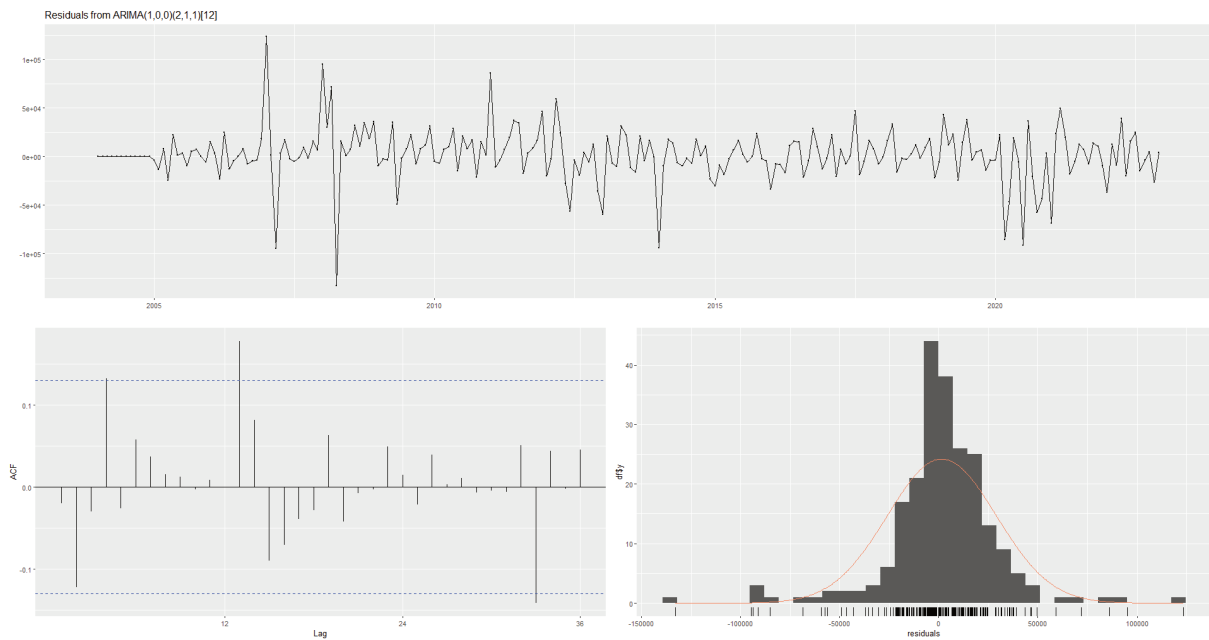 Residuals from ARIMA(1,0,0)(2,1,1)[12]
1e+05
5e+04
0e+00
-5e+04
-1e+05
2005 2010 2015 2020
ACF
0.1
0.0
-0.1
12 24 36
Lag
df$y
40
30
20
10
0
-150000 -100000 -50000 0 50000 100000
residuals